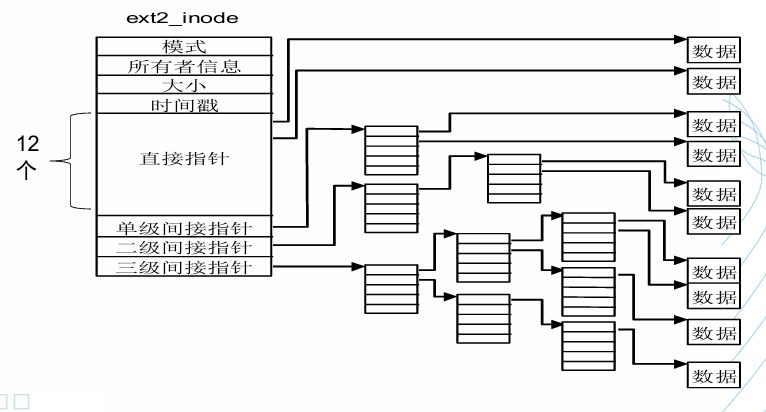 ext2_inode
模式
所有者信息
大小
时间戳
12
个
直接指针
单级间接指针
二级间接指针
三级间接指针
数据
数据
数据
数据
数据
数据
数据
数据
数据
数据